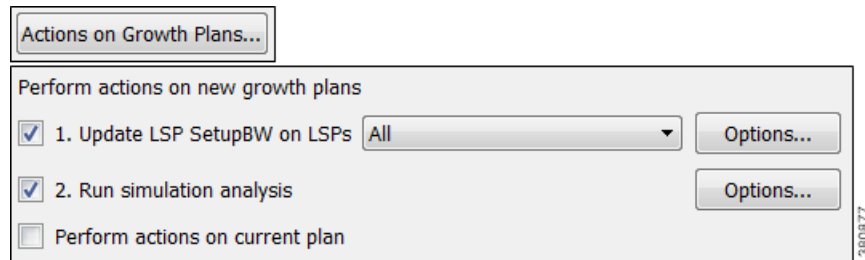 Actions on Growth Plans...
Perform actions on new growth plans
1. Update LSP SetupBW on LSPs All Options...
2. Run simulation analysis Options...
Perform actions on current plan
380877